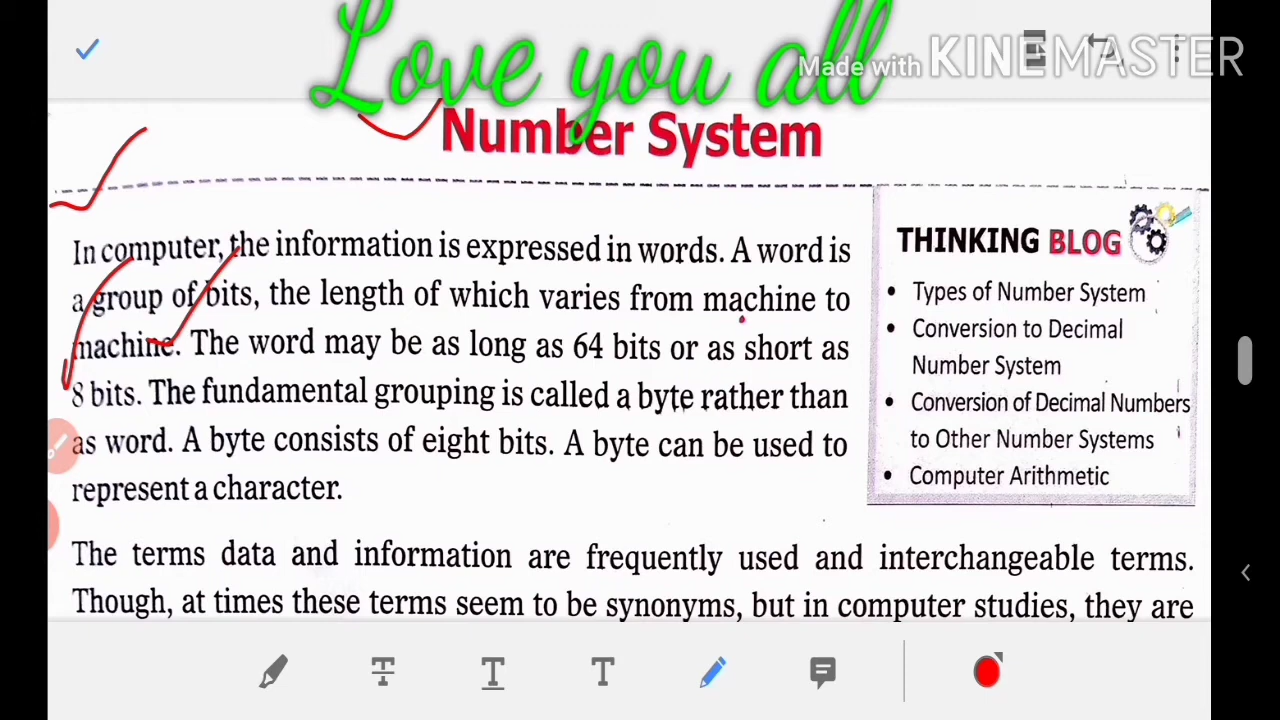 Love you all
Made with KINEMASTER
Number System
In computer, the information is expressed in words. A word is
a group of bits, the length of which varies from machine to
machine. The word may be as long as 64 bits or as short as
8 bits. The fundamental grouping is called a byte rather than
as word. A byte consists of eight bits. A byte can be used to
represent a character.
THINKING BLOG
• Types of Number System
• Conversion to Decimal
Number System
• Conversion of Decimal Numbers
to Other Number Systems
• Computer Arithmetic
The terms data and information are frequently used and interchangeable terms.
Though, at times these terms seem to be synonyms, but in computer studies, they are
T
T
T